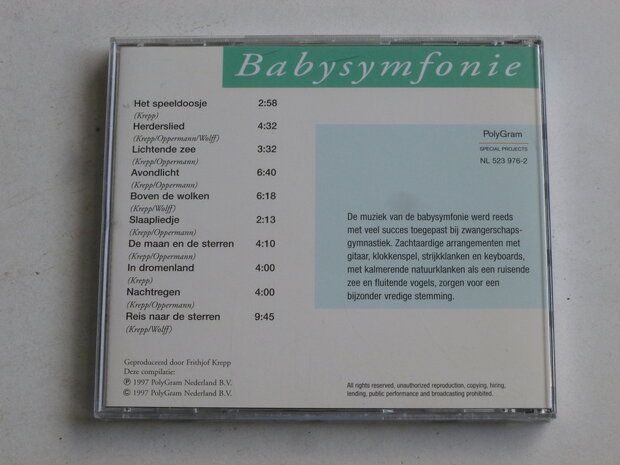 Babysymfonie
Het speeldoosje 2:58
(Krepp)
Herderslied 4:32
(Krepp/Oppermann/Wolff)
Lichtende zee 3:32
(Krepp/Oppermann)
Avondlicht 6:40
(Krepp/Oppermann)
Boven de wolken 6:18
(Krepp/Wolff)
Slaapliedje 2:13
(Krepp/Oppermann)
De maan en de sterren 4:10
(Krepp/Oppermann)
In dromenland 4:00
(Krepp)
Nachtregen 4:00
(Krepp/Oppermann)
Reis naar de sterren 9:45
(Krepp/Wolff)
Geproduceerd door Frithjof Krepp
Deze compilatie:
℗ 1997 PolyGram Nederland B.V.
© 1997 PolyGram Nederland B.V.
PolyGram
SPECIAL PROJECTS
NL 523 976-2
De muziek van de babysymfonie werd reeds
met veel succes toegepast bij zwangerschaps-
gymnastiek. Zachtaardige arrangementen met
gitaar, klokkenspel, strijkklanken en keyboards,
met kalmerende natuurklanken als een ruisende
zee en fluitende vogels, zorgen voor een
bijzonder vredige stemming.
All rights reserved, unauthorized reproduction, copying, hiring,
lending, public performance and broadcasting prohibited.